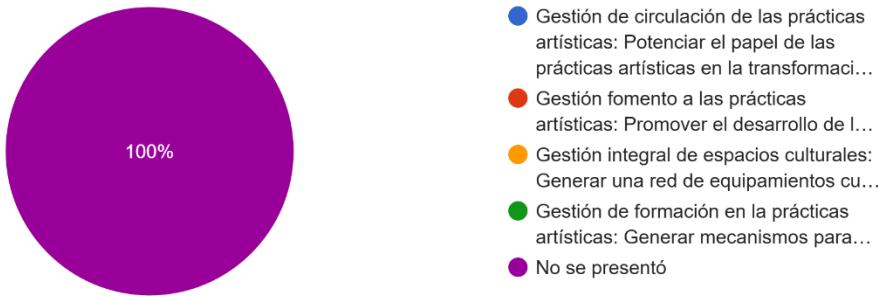 100%
Gestión de circulación de las prácticas
artísticas: Potenciar el papel de las
prácticas artísticas en la transformaci…
Gestión fomento a las prácticas
artísticas: Promover el desarrollo de l…
Gestión integral de espacios culturales:
Generar una red de equipamientos cu…
Gestión de formación en la prácticas
artísticas: Generar mecanismos para…
No se presentó